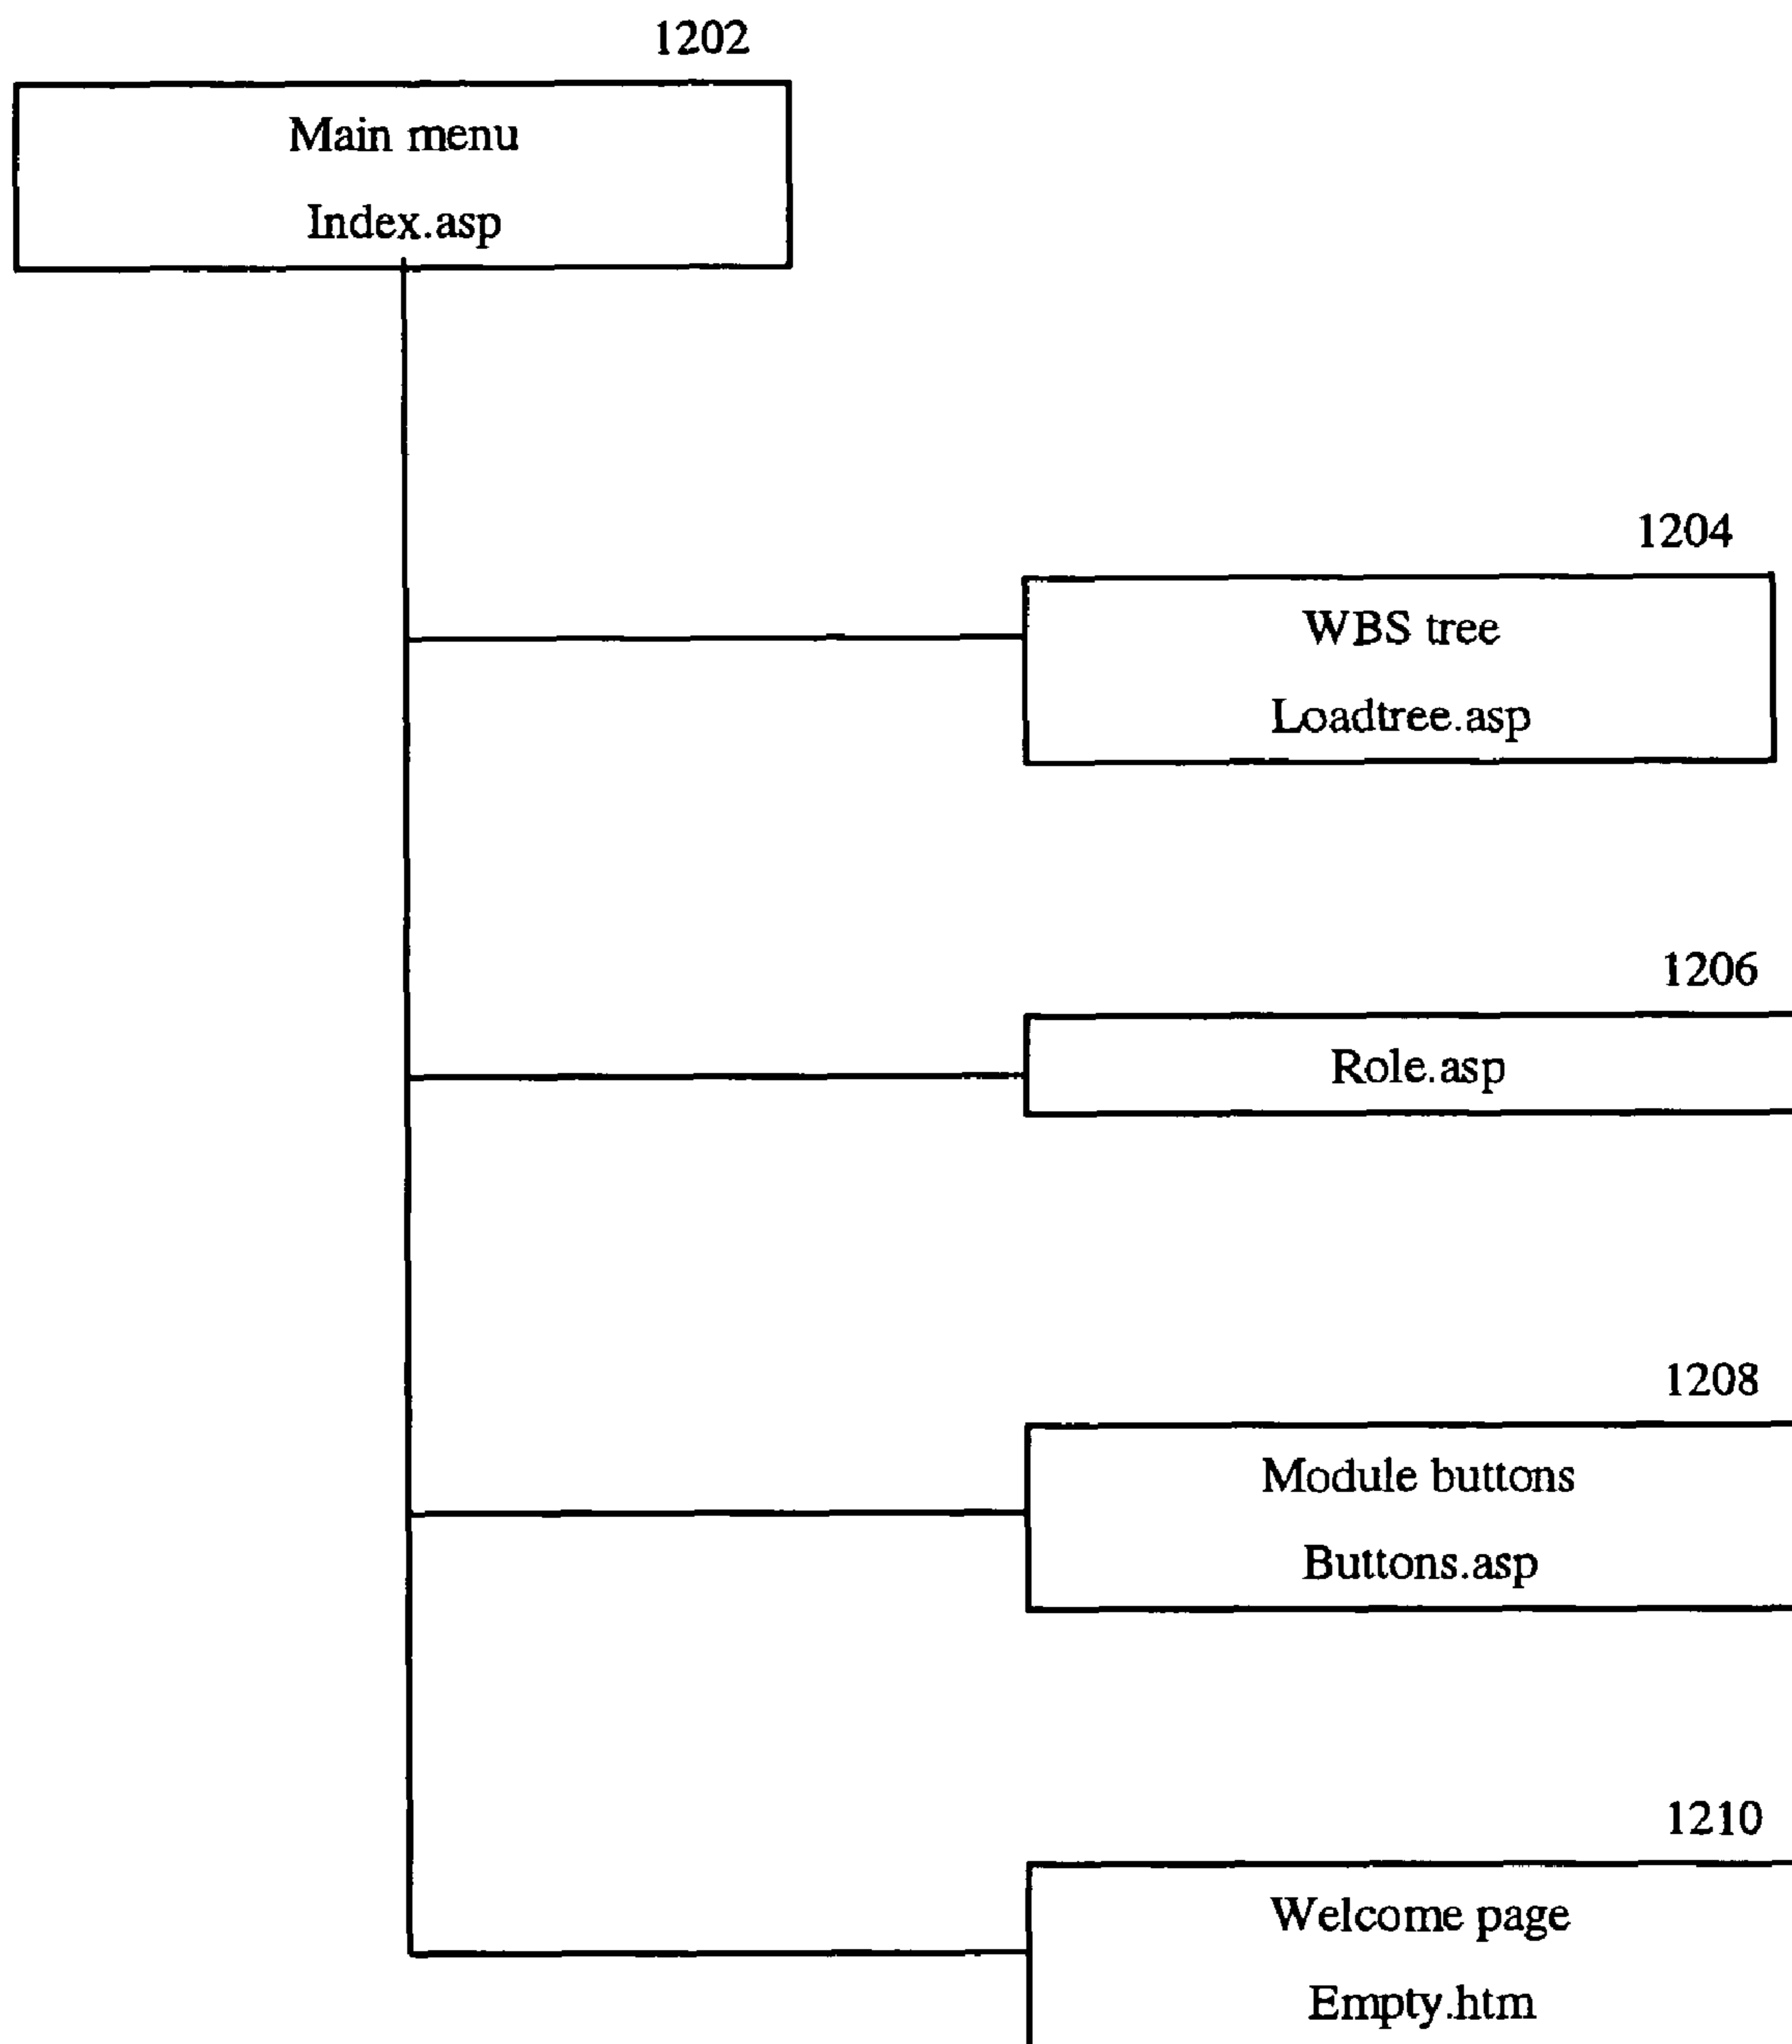 1202
Main menu
Index.asp
1204
WBS tree
Loadtree.asp
1206
Role.asp
1208
Module buttons
Buttons.asp
1210
Welcome page
Empty.htm